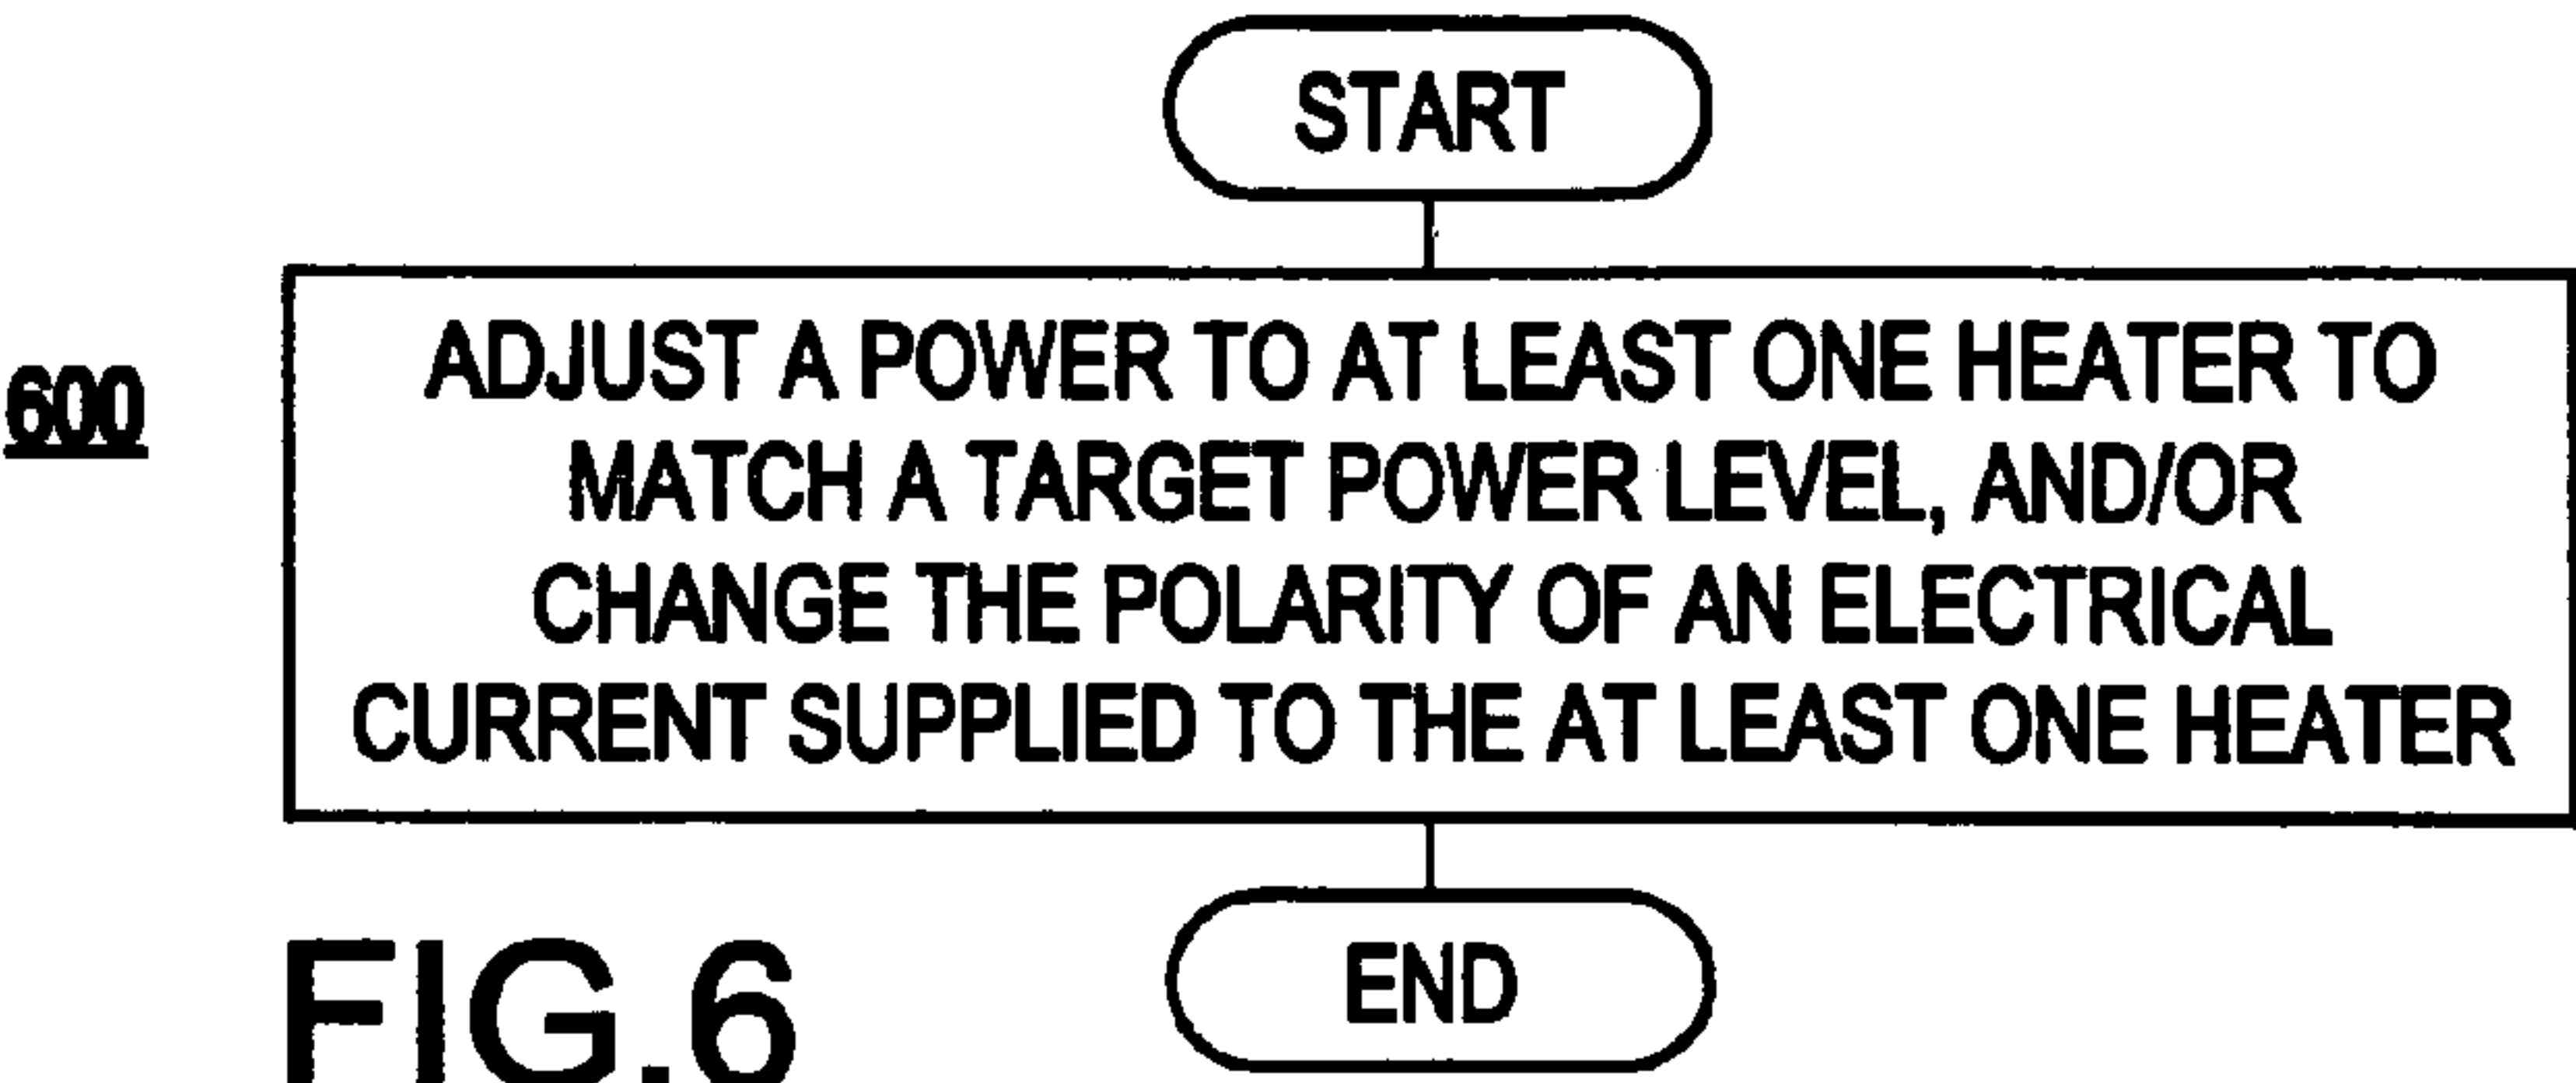 START
600
ADJUST A POWER TO AT LEAST ONE HEATER TO
MATCH A TARGET POWER LEVEL, AND/OR
CHANGE THE POLARITY OF AN ELECTRICAL
CURRENT SUPPLIED TO THE AT LEAST ONE HEATER
END
FIG.6